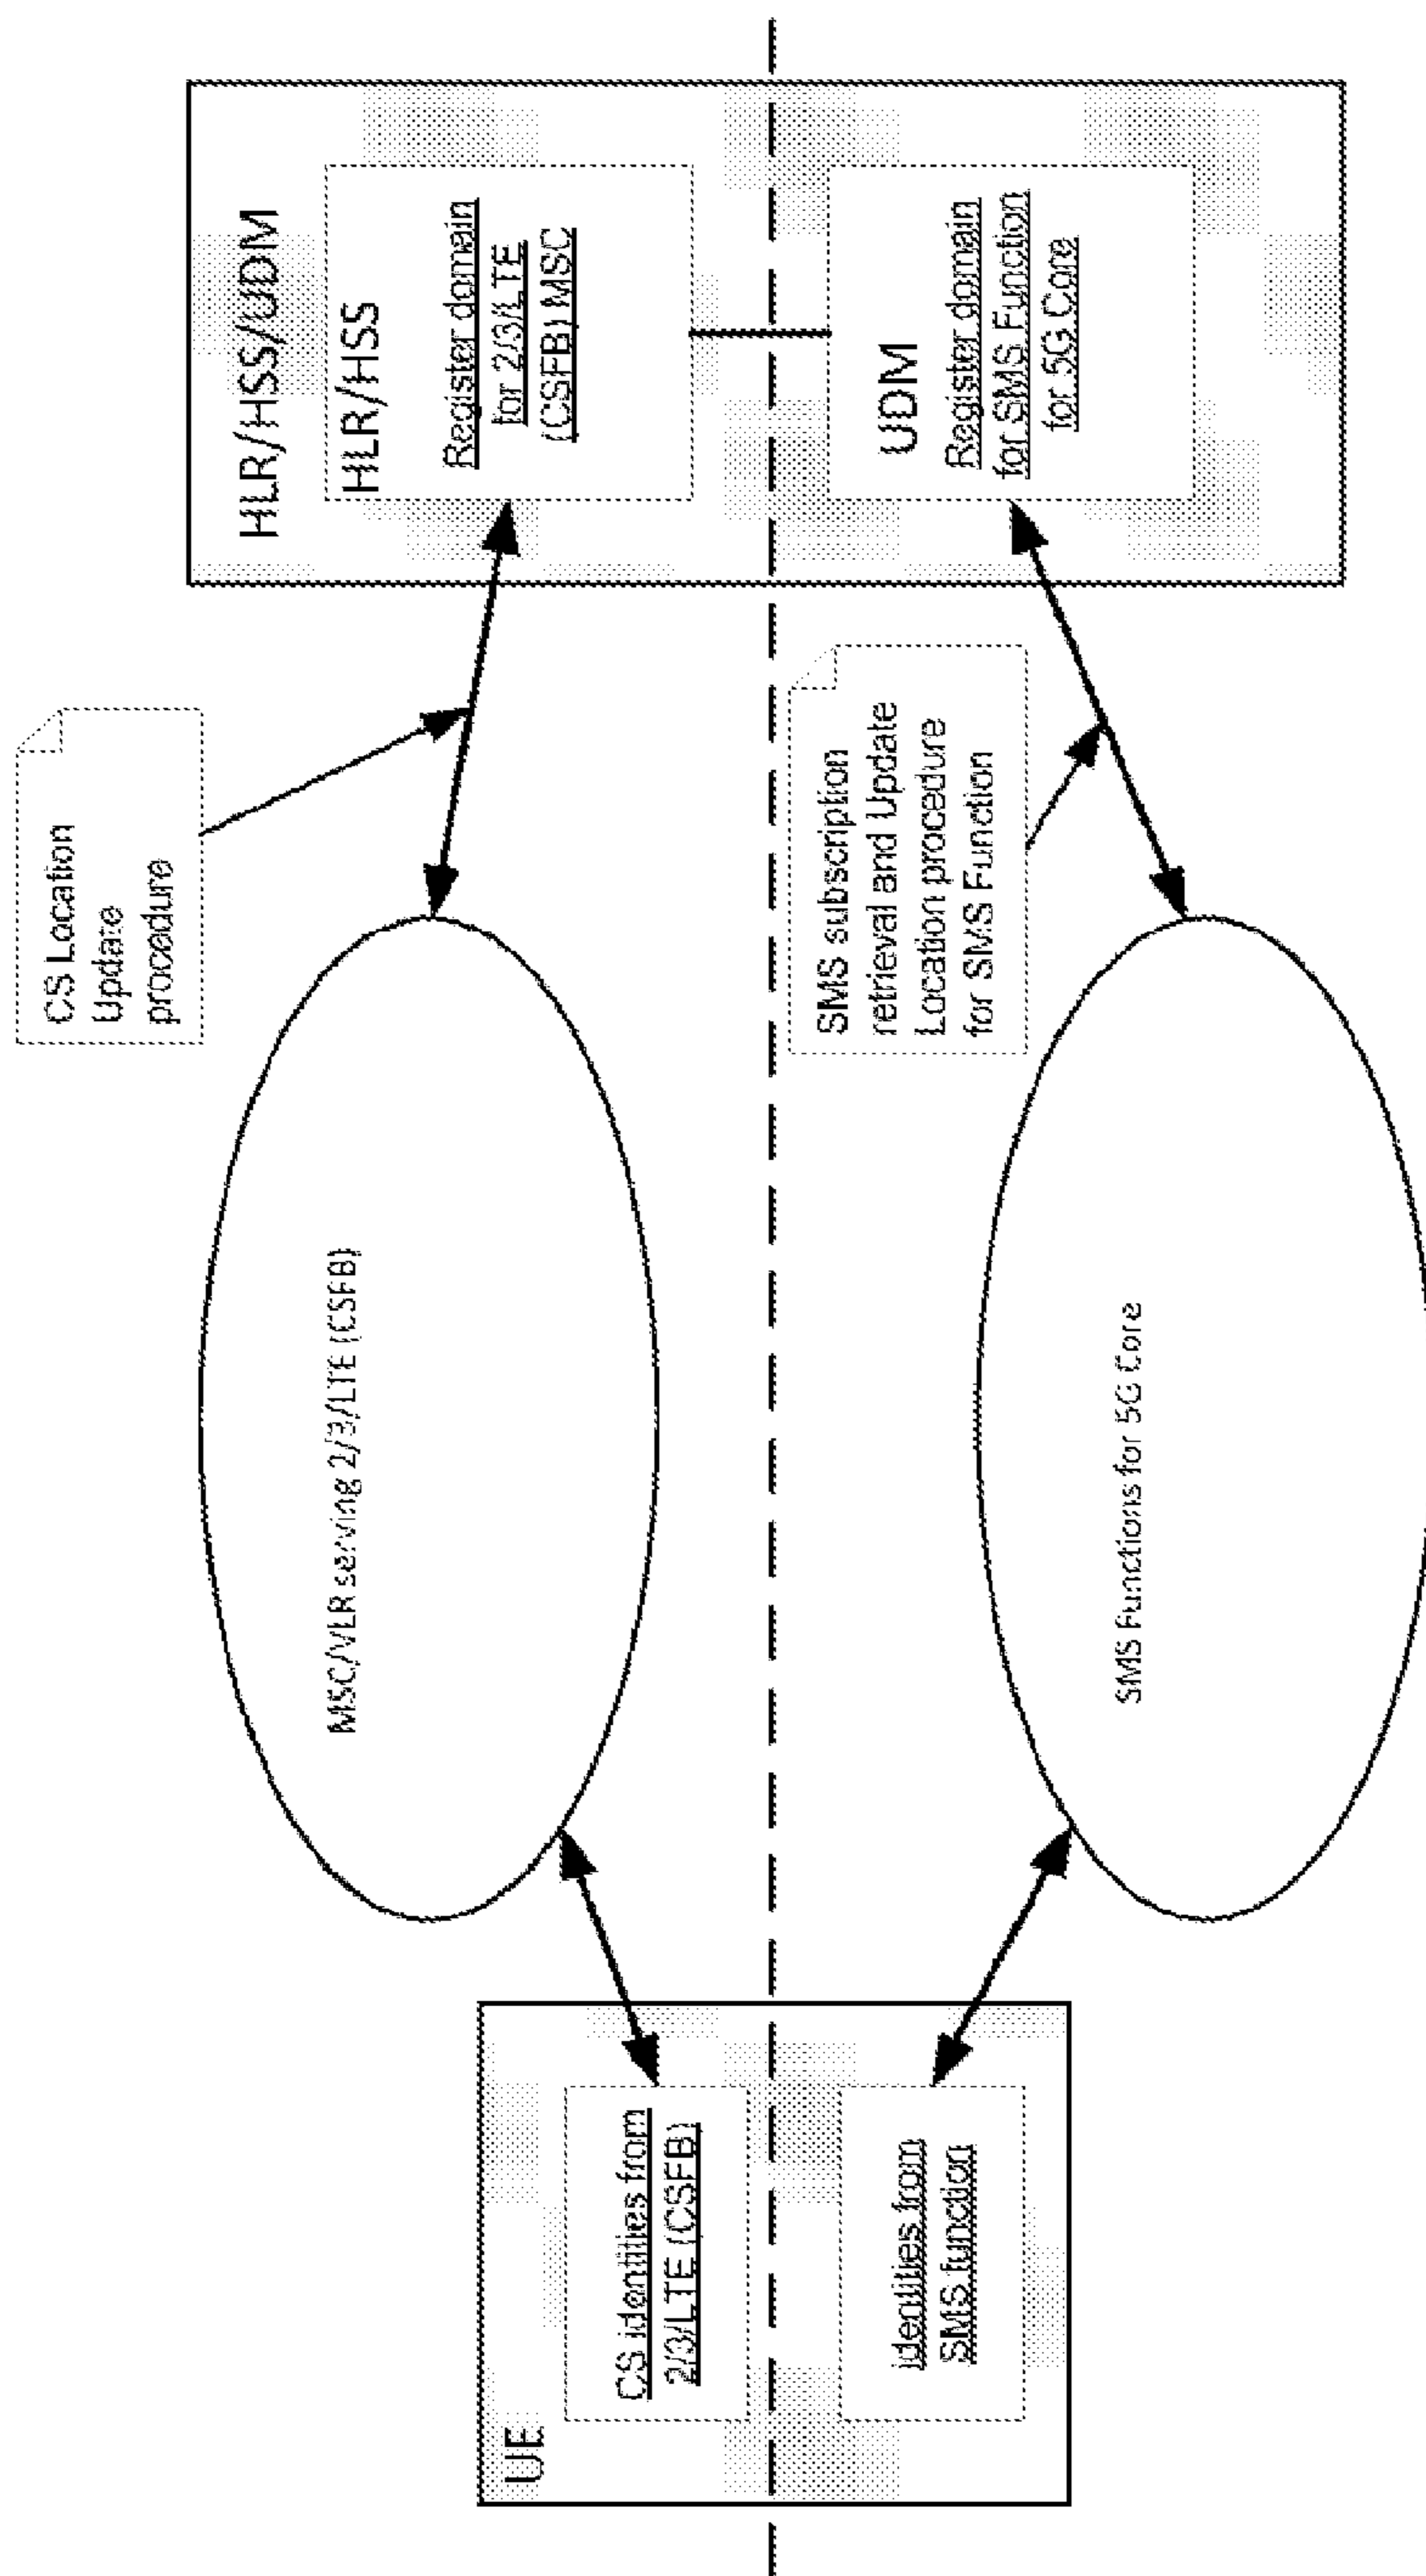 UE
CS identities from
2/3/LTE (CSFB)
identities from
SMS function
MSC/VLR serving 2/3/LTE (CSFB)
SMS Functions for 5G Core
CS Location
Update
procedure
SMS subscription
retrieval and Update
Location procedure
for SMS Function
HLR/HSS/UDM
HLR/HSS
Register domain
for 2/3/LTE
(CSFB) MSC
UDM
Register domain
for SMS Function
for 5G Core